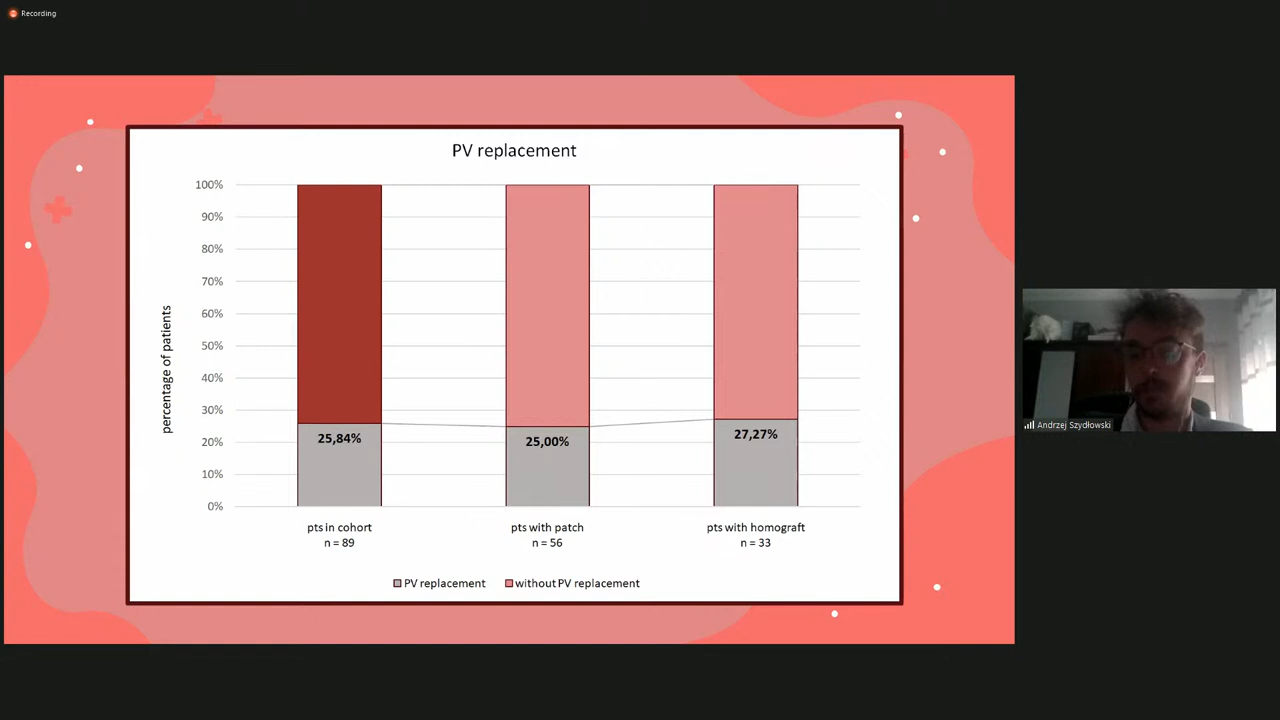 Recording
PV replacement
100%
90%
80%
70%
60%
50%
40%
30%
20%
10%
0%
percentage of patients
25,84%
25,00%
27,27%
pts in cohort
n = 89
pts with patch
n = 56
pts with homograft
n = 33
PV replacement
without PV replacement
Andrzej Szydłowski